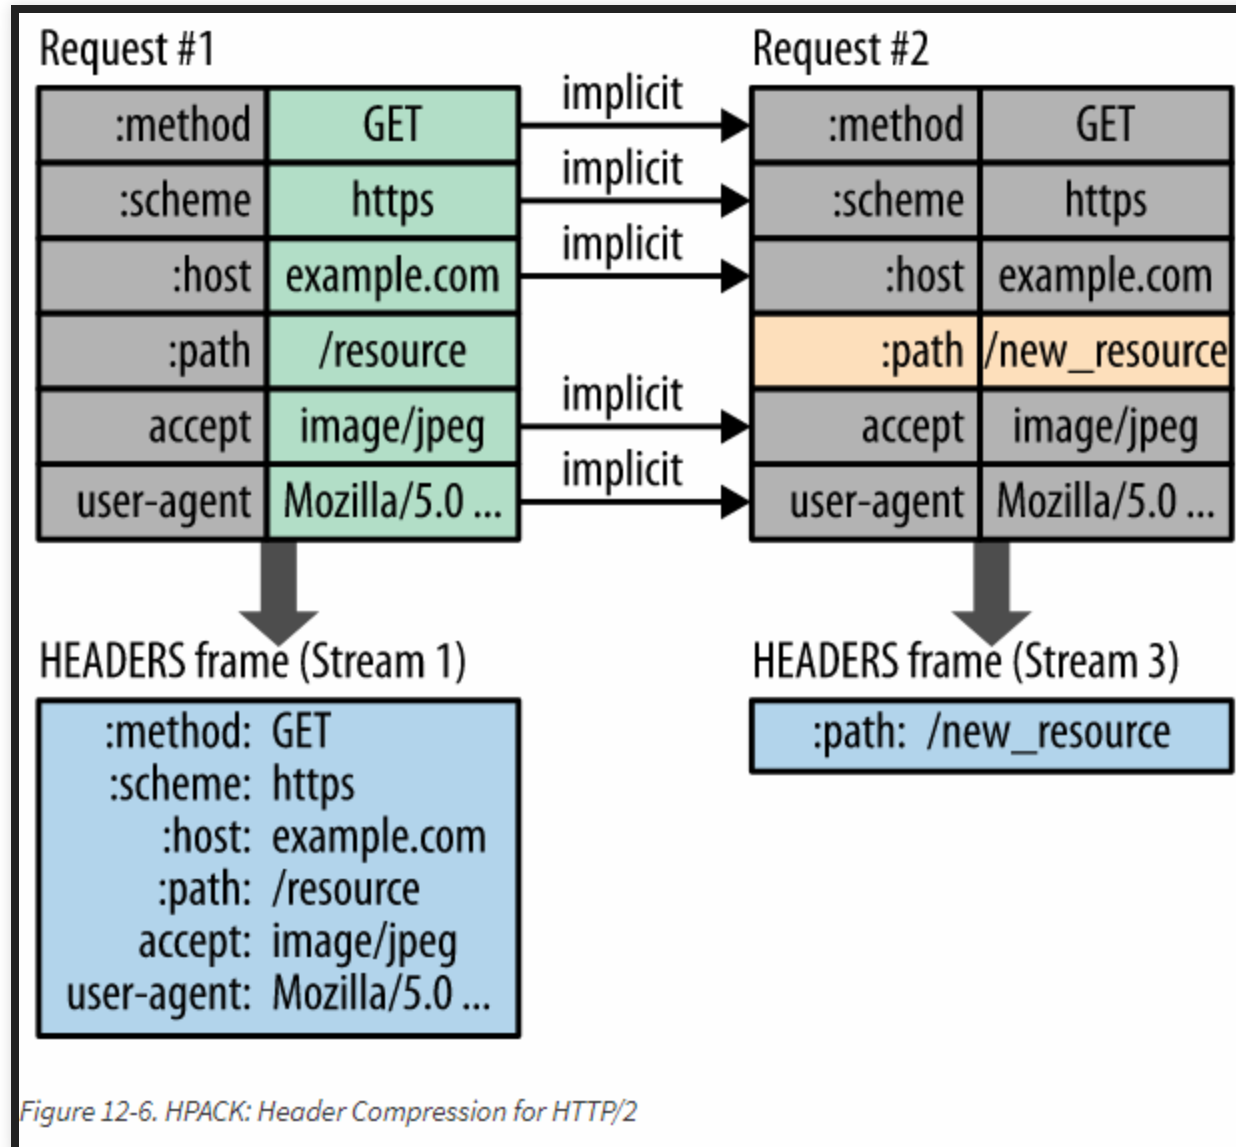 Request #1
Request #2
:method GET
implicit
:method GET
:scheme https
implicit
:scheme https
:host example.com
implicit
:host example.com
:path /resource
:path /new_resource
accept image/jpeg
implicit
accept image/jpeg
user-agent Mozilla/5.0 ...
implicit
user-agent Mozilla/5.0 ...
HEADERS frame (Stream 1)
:method: GET
:scheme: https
:host: example.com
:path: /resource
accept: image/jpeg
user-agent: Mozilla/5.0 ...
HEADERS frame (Stream 3)
:path: /new_resource
Figure 12-6. HPACK: Header Compression for HTTP/2